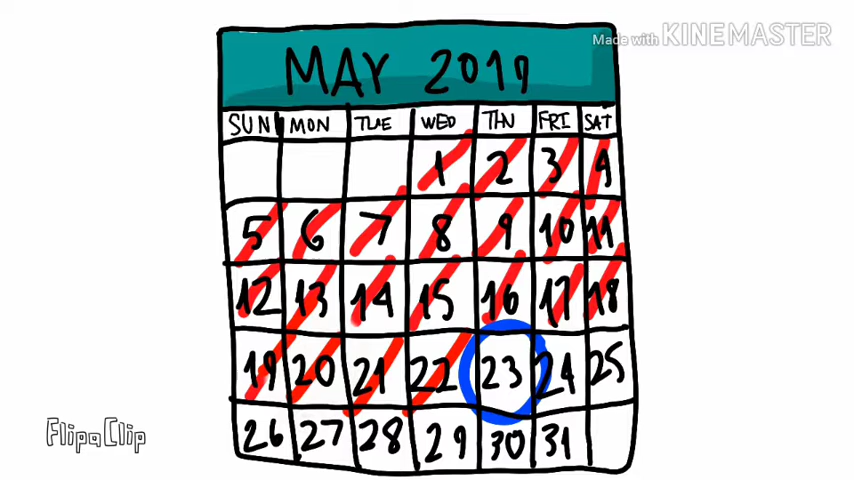 Made with KINEMASTER
MAY 2019
SUN MON TUE WED THN FRI SAT
1 2 3 4
5 6 7 8 9 10 11
12 13 14 15 16 17 18
19 20 21 22 23 24 25
26 27 28 29 30 31
FlipaClip